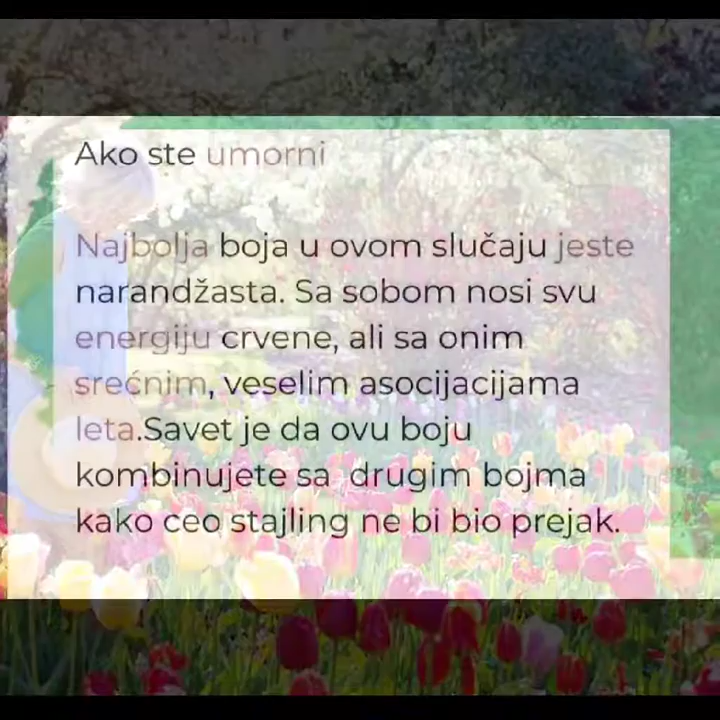 Ako ste umorni
Najbolja boja u ovom slučaju jeste
narandžasta. Sa sobom nosi svu
energiju crvene, ali sa onim
srećnim, veselim asocijacijama
leta.Savet je da ovu boju
kombinujete sa drugim bojma
kako ceo stajling ne bi bio prejak.